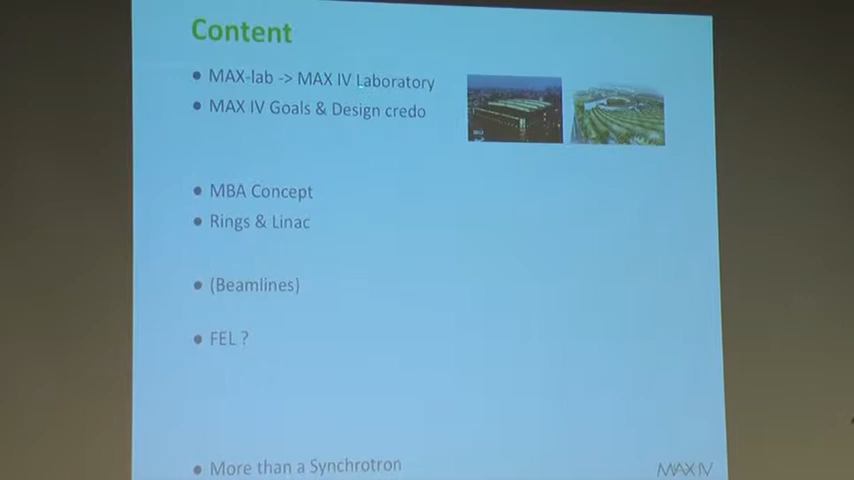 Content
• MAX-lab -> MAX IV Laboratory
• MAX IV Goals & Design credo
• MBA Concept
• Rings & Linac
• (Beamlines)
• FEL ?
• More than a Synchrotron
MAX IV